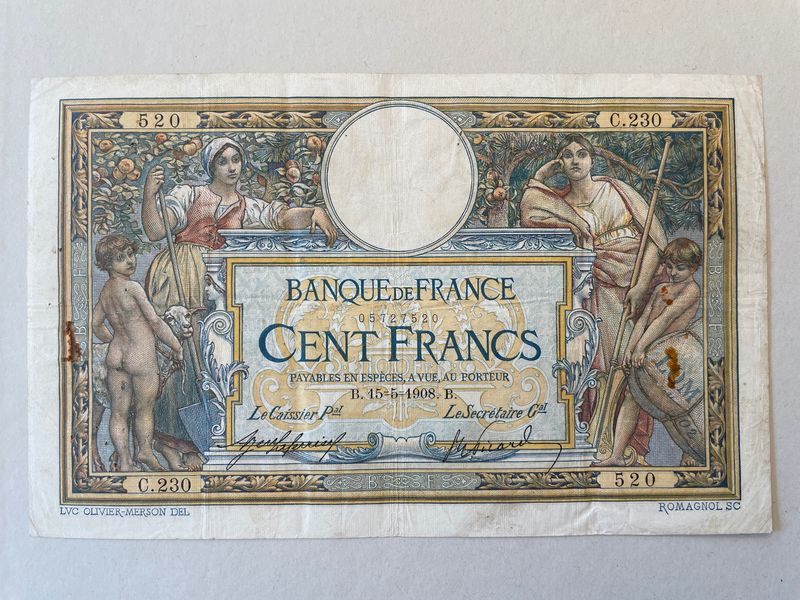 520 C.230
BANQUE DE FRANCE
05727520
CENT FRANCS
PAYABLES EN ESPÈCES, A VUE, AU PORTEUR
B. 15-5-1908. B.
Le Caissier Pal Le Secrétaire Gal
C.230 B F 520
LVC OLIVIER-MERSON DEL ROMAGNOL SC